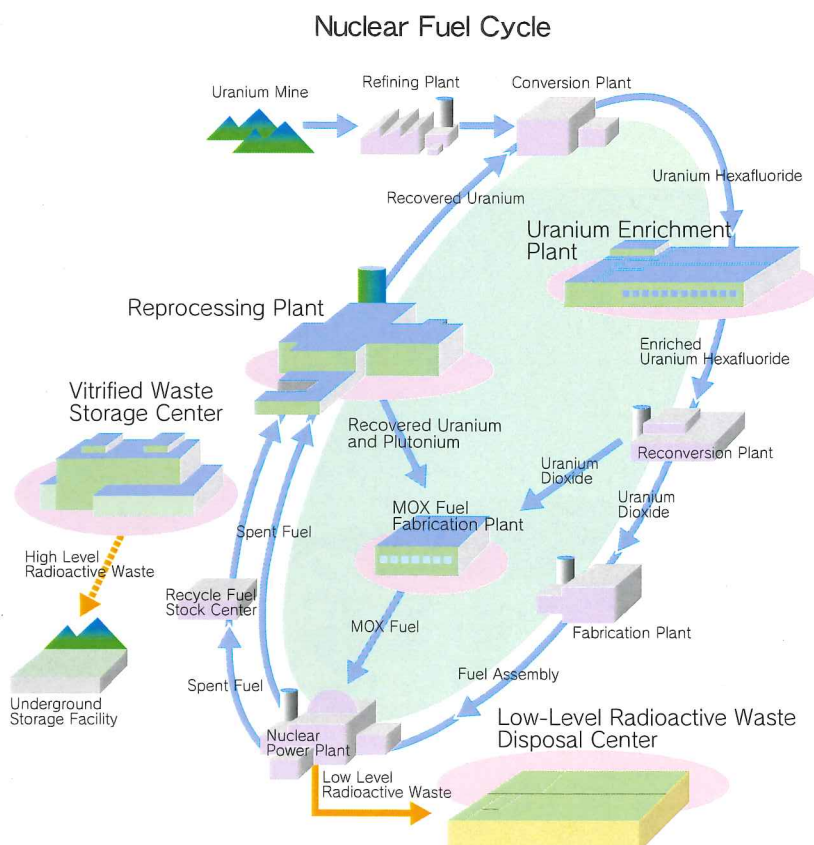 Nuclear Fuel Cycle
Uranium Mine
Refining Plant
Conversion Plant
Recovered Uranium
Uranium Hexafluoride
Uranium Enrichment
Plant
Reprocessing Plant
Enriched
Uranium Hexafluoride
Vitrified Waste
Storage Center
Recovered Uranium
and Plutonium
Reconversion Plant
Uranium
Dioxide
Uranium
Dioxide
MOX Fuel
Fabrication Plant
Spent Fuel
High Level
Radioactive Waste
Recycle Fuel
Stock Center
MOX Fuel
Fabrication Plant
Fuel Assembly
Spent Fuel
Underground
Storage Facility
Nuclear
Power Plant
Low-Level Radioactive Waste
Disposal Center
Low Level
Radioactive Waste